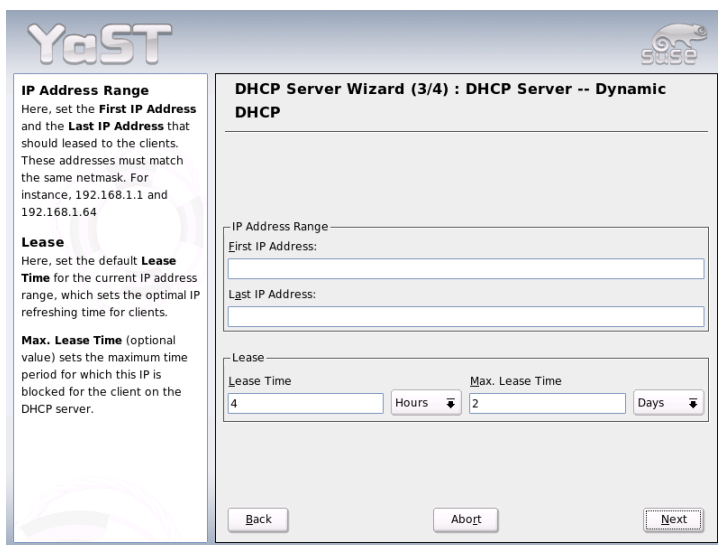 YaST
SUSE
IP Address Range
Here, set the First IP Address
and the Last IP Address that
should leased to the clients.
These addresses must match
the same netmask. For
instance, 192.168.1.1 and
192.168.1.64
Lease
Here, set the default Lease
Time for the current IP address
range, which sets the optimal IP
refreshing time for clients.
Max. Lease Time (optional
value) sets the maximum time
period for which this IP is
blocked for the client on the
DHCP server.
DHCP Server Wizard (3/4) : DHCP Server -- Dynamic
DHCP
IP Address Range
First IP Address:
Last IP Address:
Lease
Lease Time
Max. Lease Time
4
Hours
2
Days
Back
Abort
Next